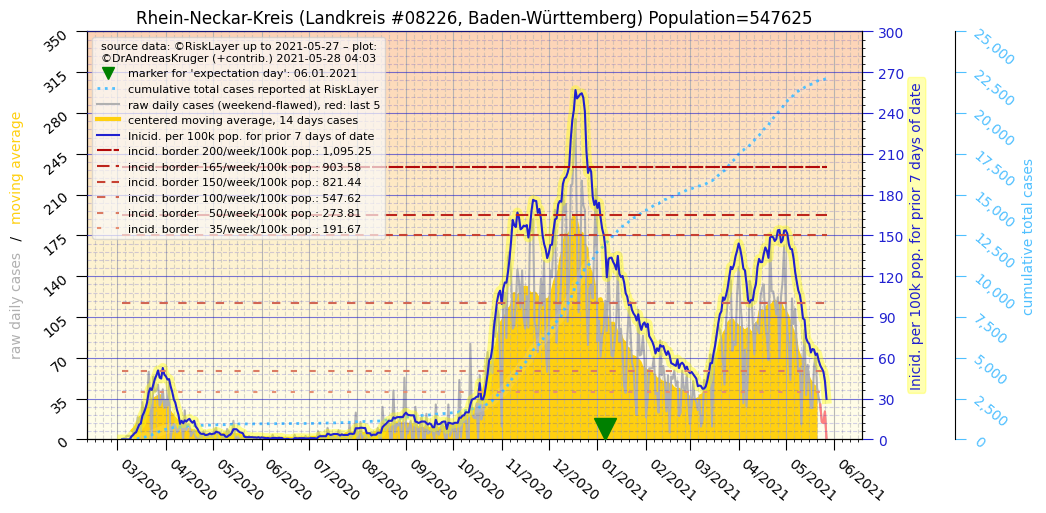 Rhein-Neckar-Kreis (Landkreis #08226, Baden-Württemberg) Population=547625
source data: ©RiskLayer up to 2021-05-27 – plot:
©DrAndreasKruger (+contrib.) 2021-05-28 04:03
marker for 'expectation day': 06.01.2021
cumulative total cases reported at RiskLayer
raw daily cases (weekend-flawed), red: last 5
centered moving average, 14 days cases
Inicid. per 100k pop. for prior 7 days of date
incid. border 200/week/100k pop.: 1,095.25
incid. border 165/week/100k pop.: 903.58
incid. border 150/week/100k pop.: 821.44
incid. border 100/week/100k pop.: 547.62
incid. border 50/week/100k pop.: 273.81
incid. border 35/week/100k pop.: 191.67
raw daily cases / moving average
350
315
280
245
210
175
140
105
70
35
0
300
270
240
210
180
150
120
90
60
30
0
Inicid. per 100k pop. for prior 7 days of date
25,000
22,500
20,000
17,500
15,000
12,500
10,000
7,500
5,000
2,500
0
cumulative total cases
03/2020
04/2020
05/2020
06/2020
07/2020
08/2020
09/2020
10/2020
11/2020
12/2020
01/2021
02/2021
03/2021
04/2021
05/2021
06/2021